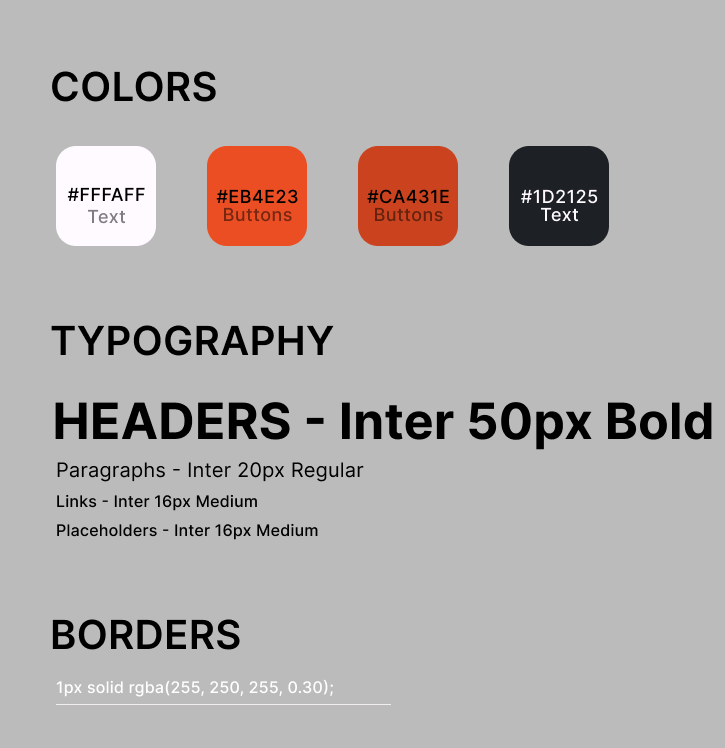 COLORS
#FFFAFF
Text
#EB4E23
Buttons
#CA431E
Buttons
#1D2125
Text
TYPOGRAPHY
HEADERS - Inter 50px Bold
Paragraphs - Inter 20px Regular
Links - Inter 16px Medium
Placeholders - Inter 16px Medium
BORDERS
1px solid rgba(255, 250, 255, 0.30);